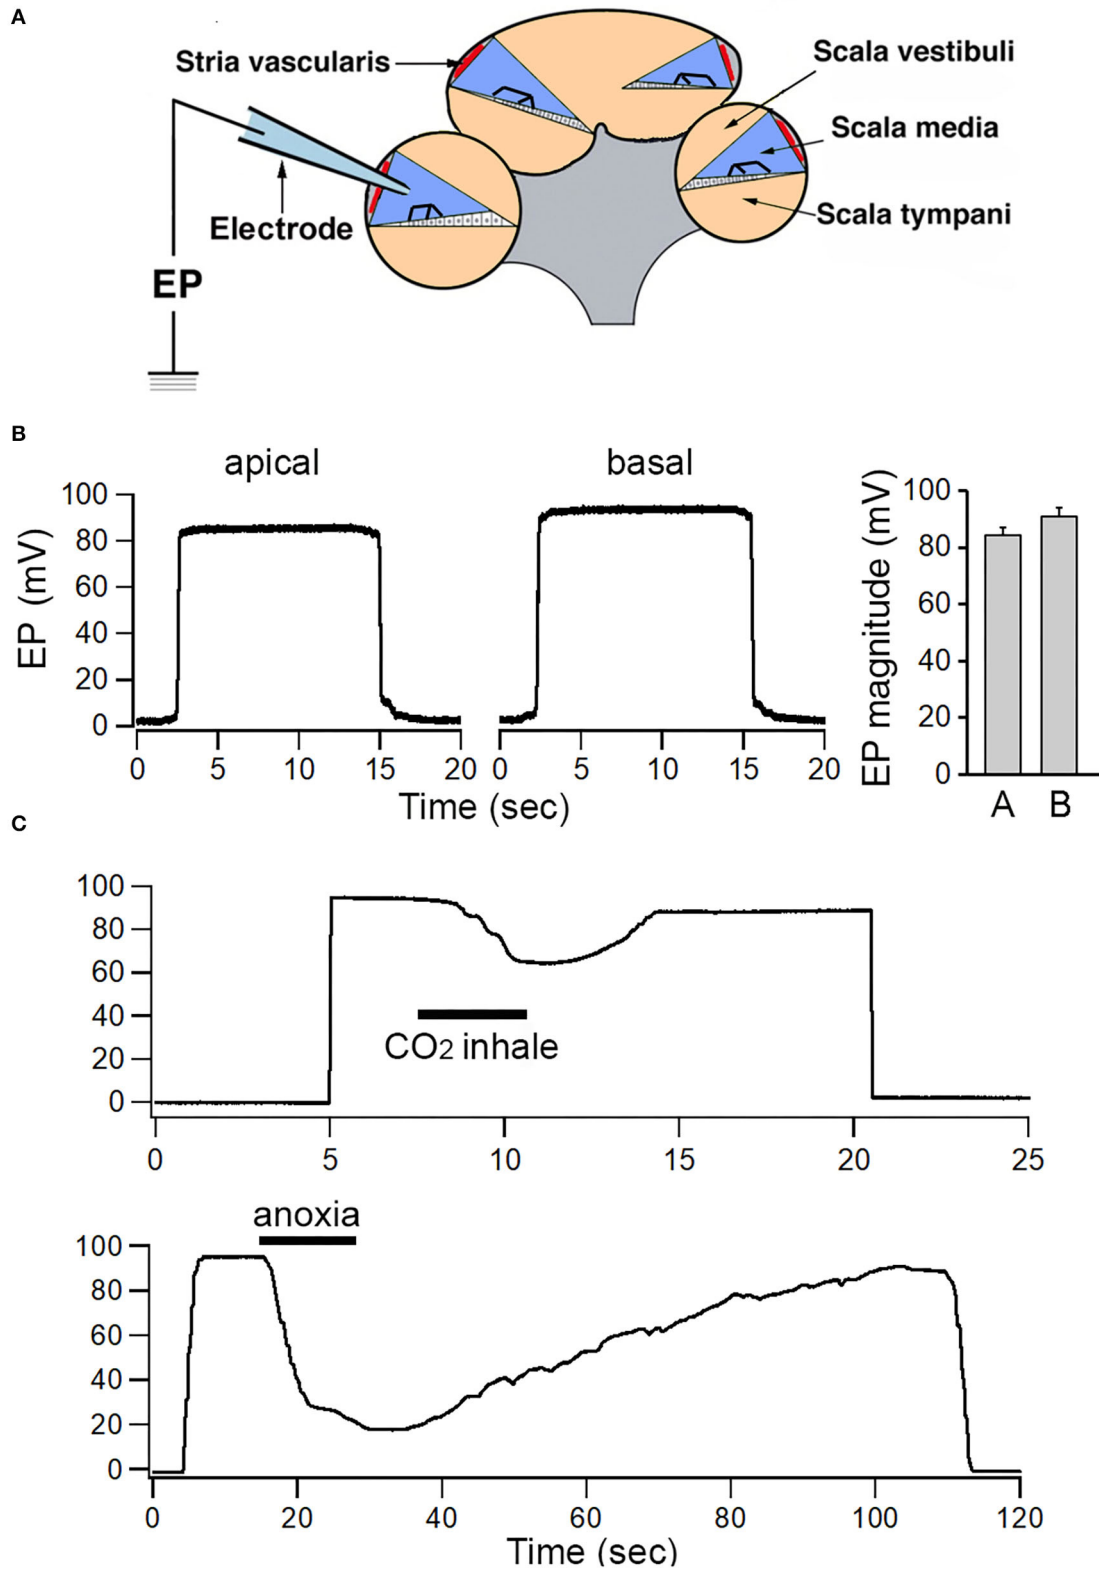 A
Stria vascularis
Scala vestibuli
Scala media
Scala tympani
Electrode
EP
B
apical
basal
EP (mV)
100
80
60
40
20
0
0 5 10 15 20
0 5 10 15 20
Time (sec)
EP magnitude (mV)
100
80
60
40
20
0
A B
C
100
80
60
40
20
0
CO2 inhale
0 5 10 15 20 25
anoxia
100
80
60
40
20
0
0 20 40 60 80 100 120
Time (sec)